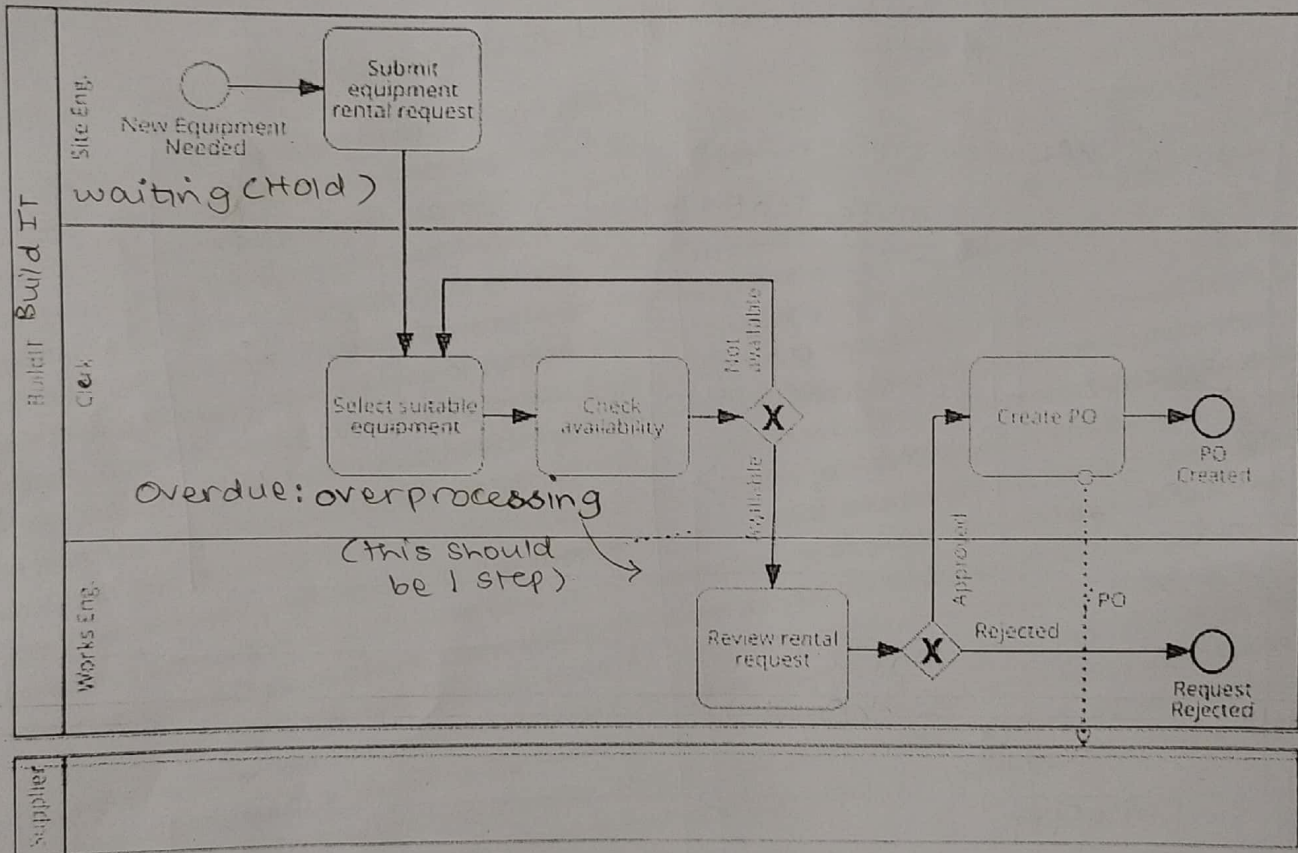 Build IT
Site Eng.
New Equipment
Needed
Submit
equipment
rental request
waiting (Hold)
Clerk
Select suitable
equipment
Check
availability
Not
available
Available
Create PO
PO
Created
overdue: overprocessing
(this should
be 1 step)
Works Eng.
Review rental
request
Approved
Rejected
PO
Request
Rejected
Supplier